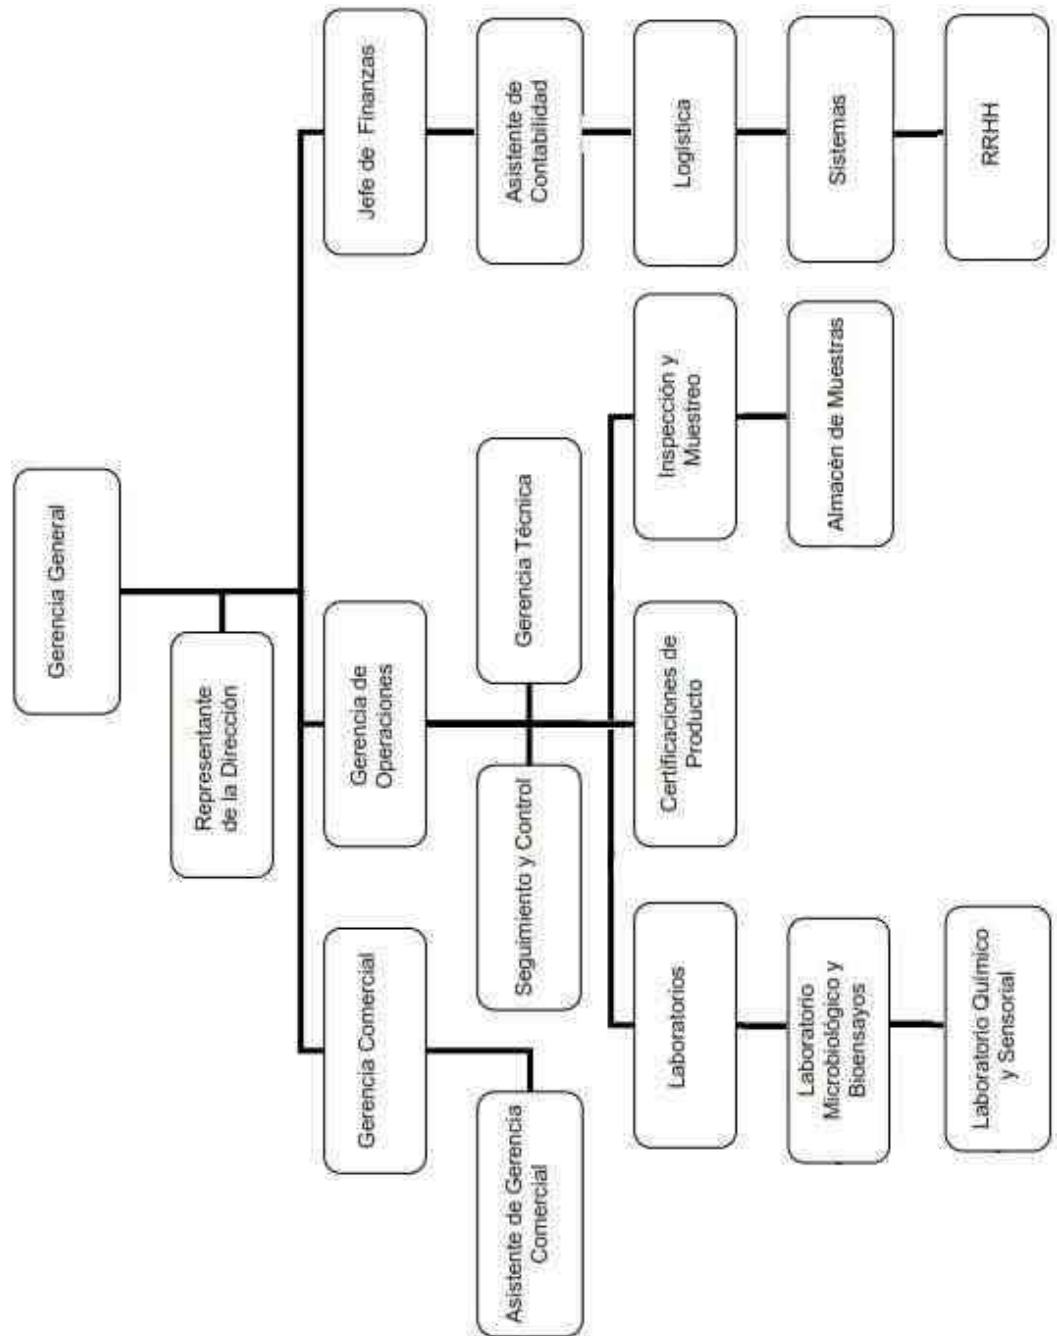 Gerencia General
Representante
de la Dirección
Gerencia Comercial
Gerencia de
Operaciones
Jefe de Finanzas
Asistente de Gerencia
Comercial
Seguimiento y Control
Gerencia Técnica
Asistente de
Contabilidad
Laboratorios
Certificaciones de
Producto
Inspección y
Muestreo
Logística
Laboratorio
Microbiológico y
Bioensayos
Almacén de Muestras
Sistemas
Laboratorio Químico
y Sensorial
RRHH